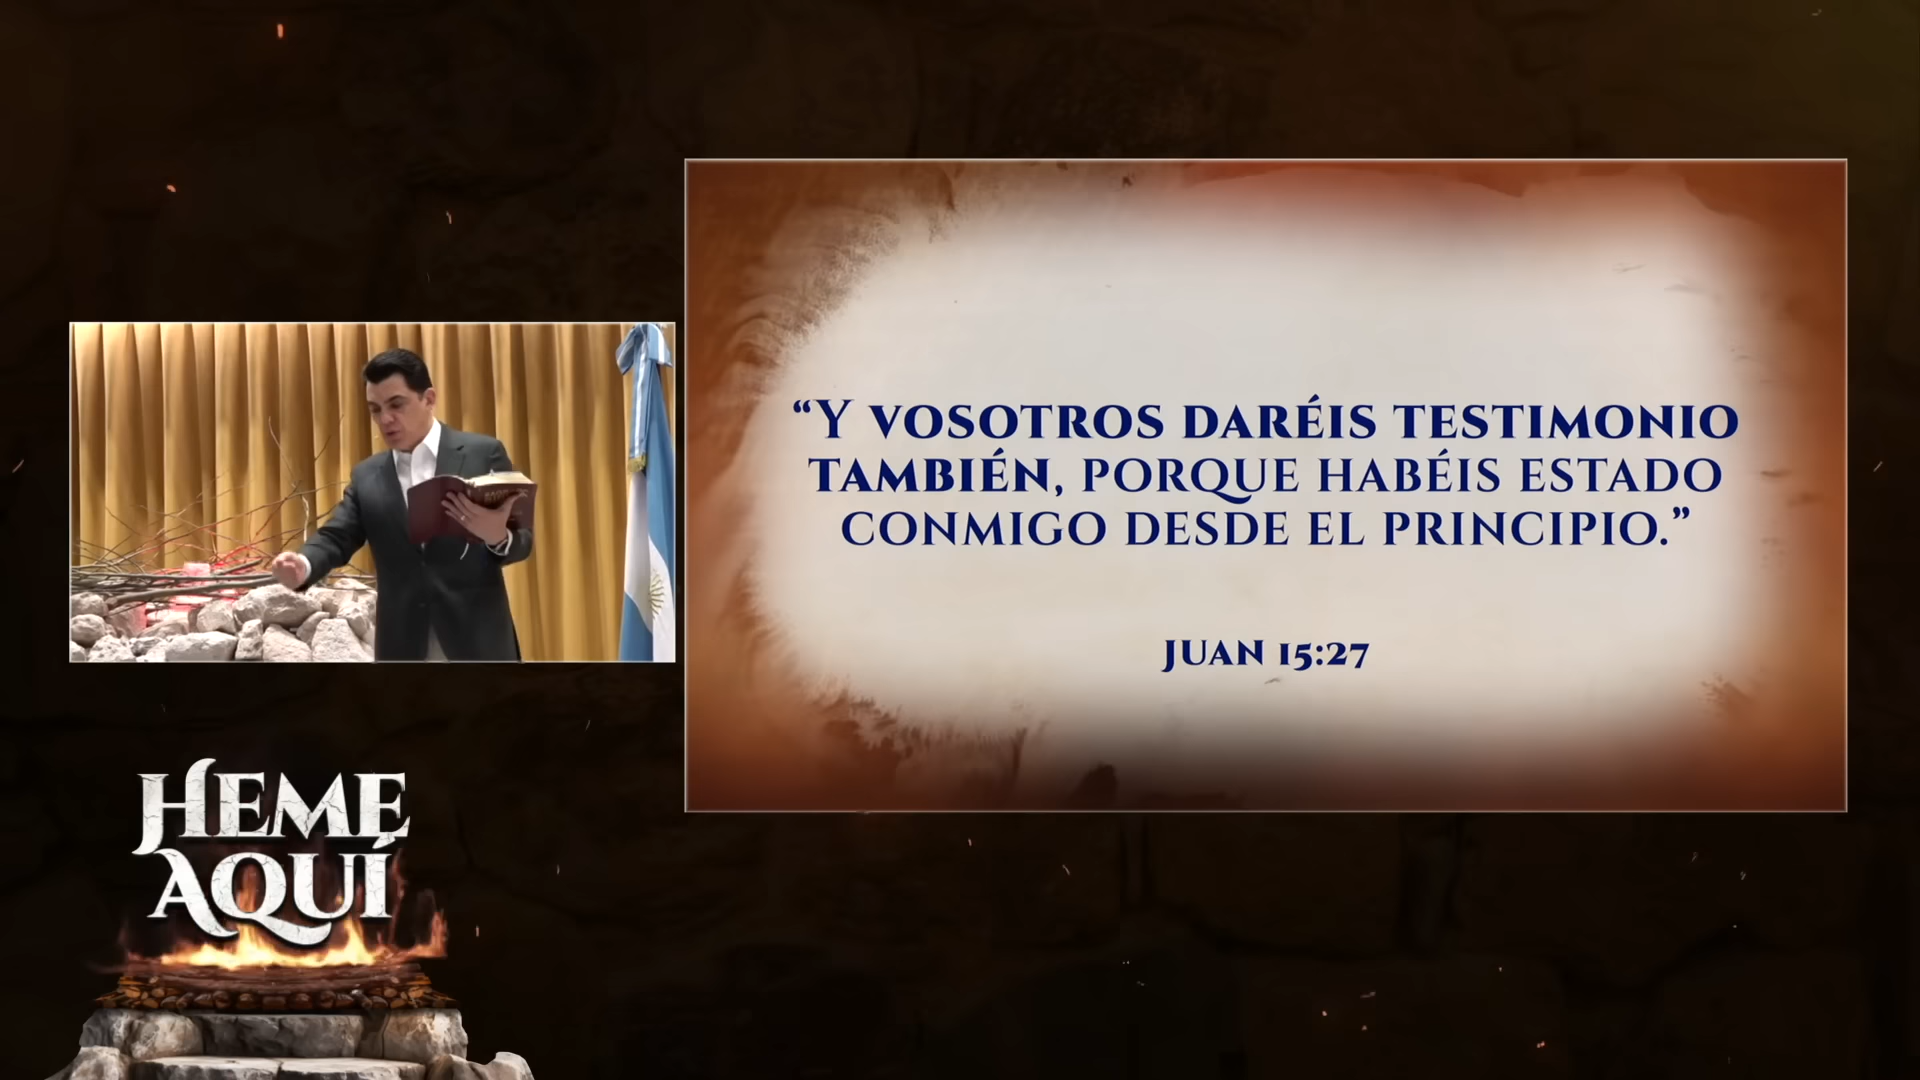 “Y VOSOTROS DARÉIS TESTIMONIO
TAMBIÉN, PORQUE HABÉIS ESTADO
CONMIGO DESDE EL PRINCIPIO.”
JUAN 15:27
HEME
AQUÍ